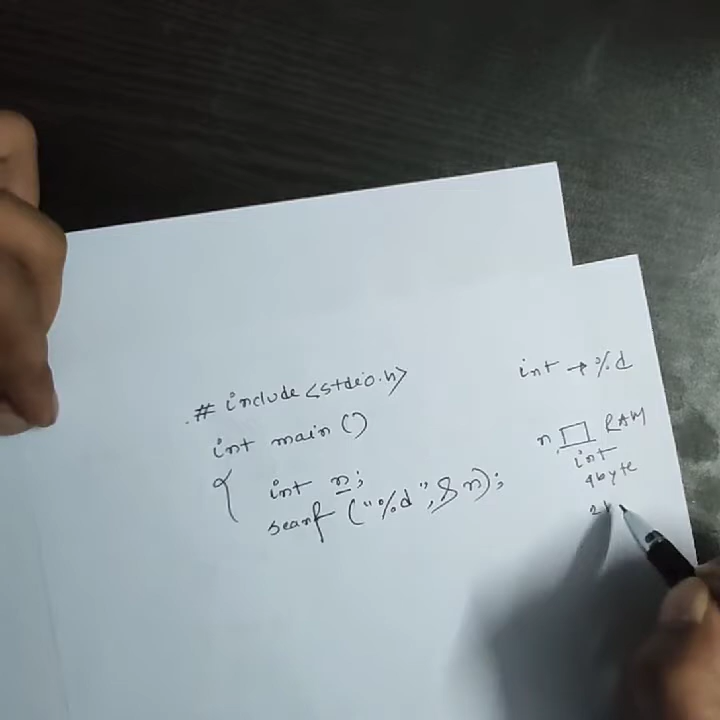 # include <stdio.h>
int main ()
{
int n;
scanf ("%d", &n);
int → %d
n RAM
int
4byte